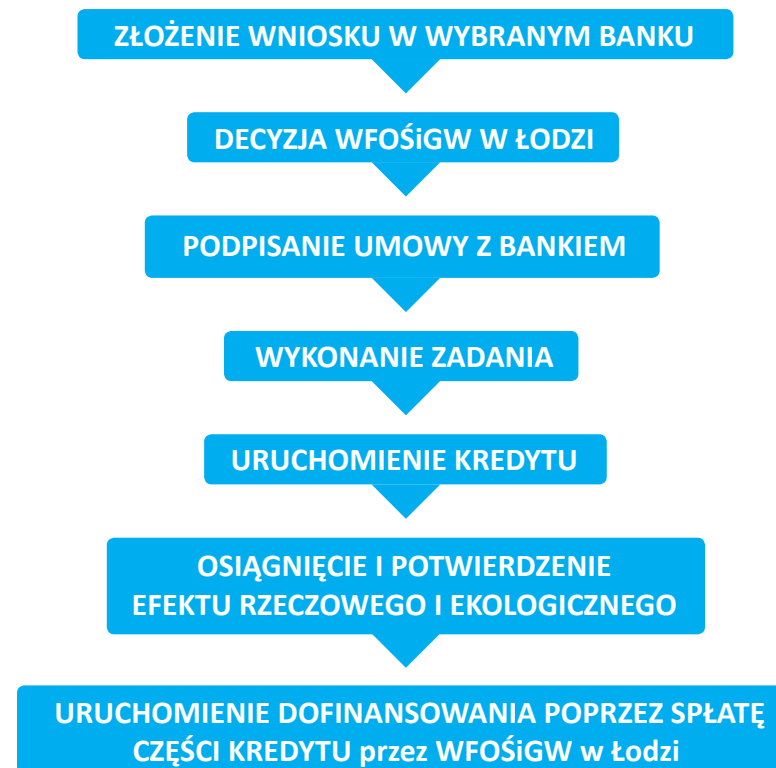 ZŁOŻENIE WNIOSKU W WYBRANYM BANKU
DECYZJA WFOŚiGW W ŁODZI
PODPISANIE UMOWY Z BANKIEM
WYKONANIE ZADANIA
URUCHOMIENIE KREDYTU
OSIĄGNIĘCIE I POTWIERDZENIE
EFEKTU RZECZOWEGO I EKOLOGICZNEGO
URUCHOMIENIE DOFINANSOWANIA POPRZEZ SPŁATĘ
CZĘŚCI KREDYTU przez WFOŚiGW w Łodzi